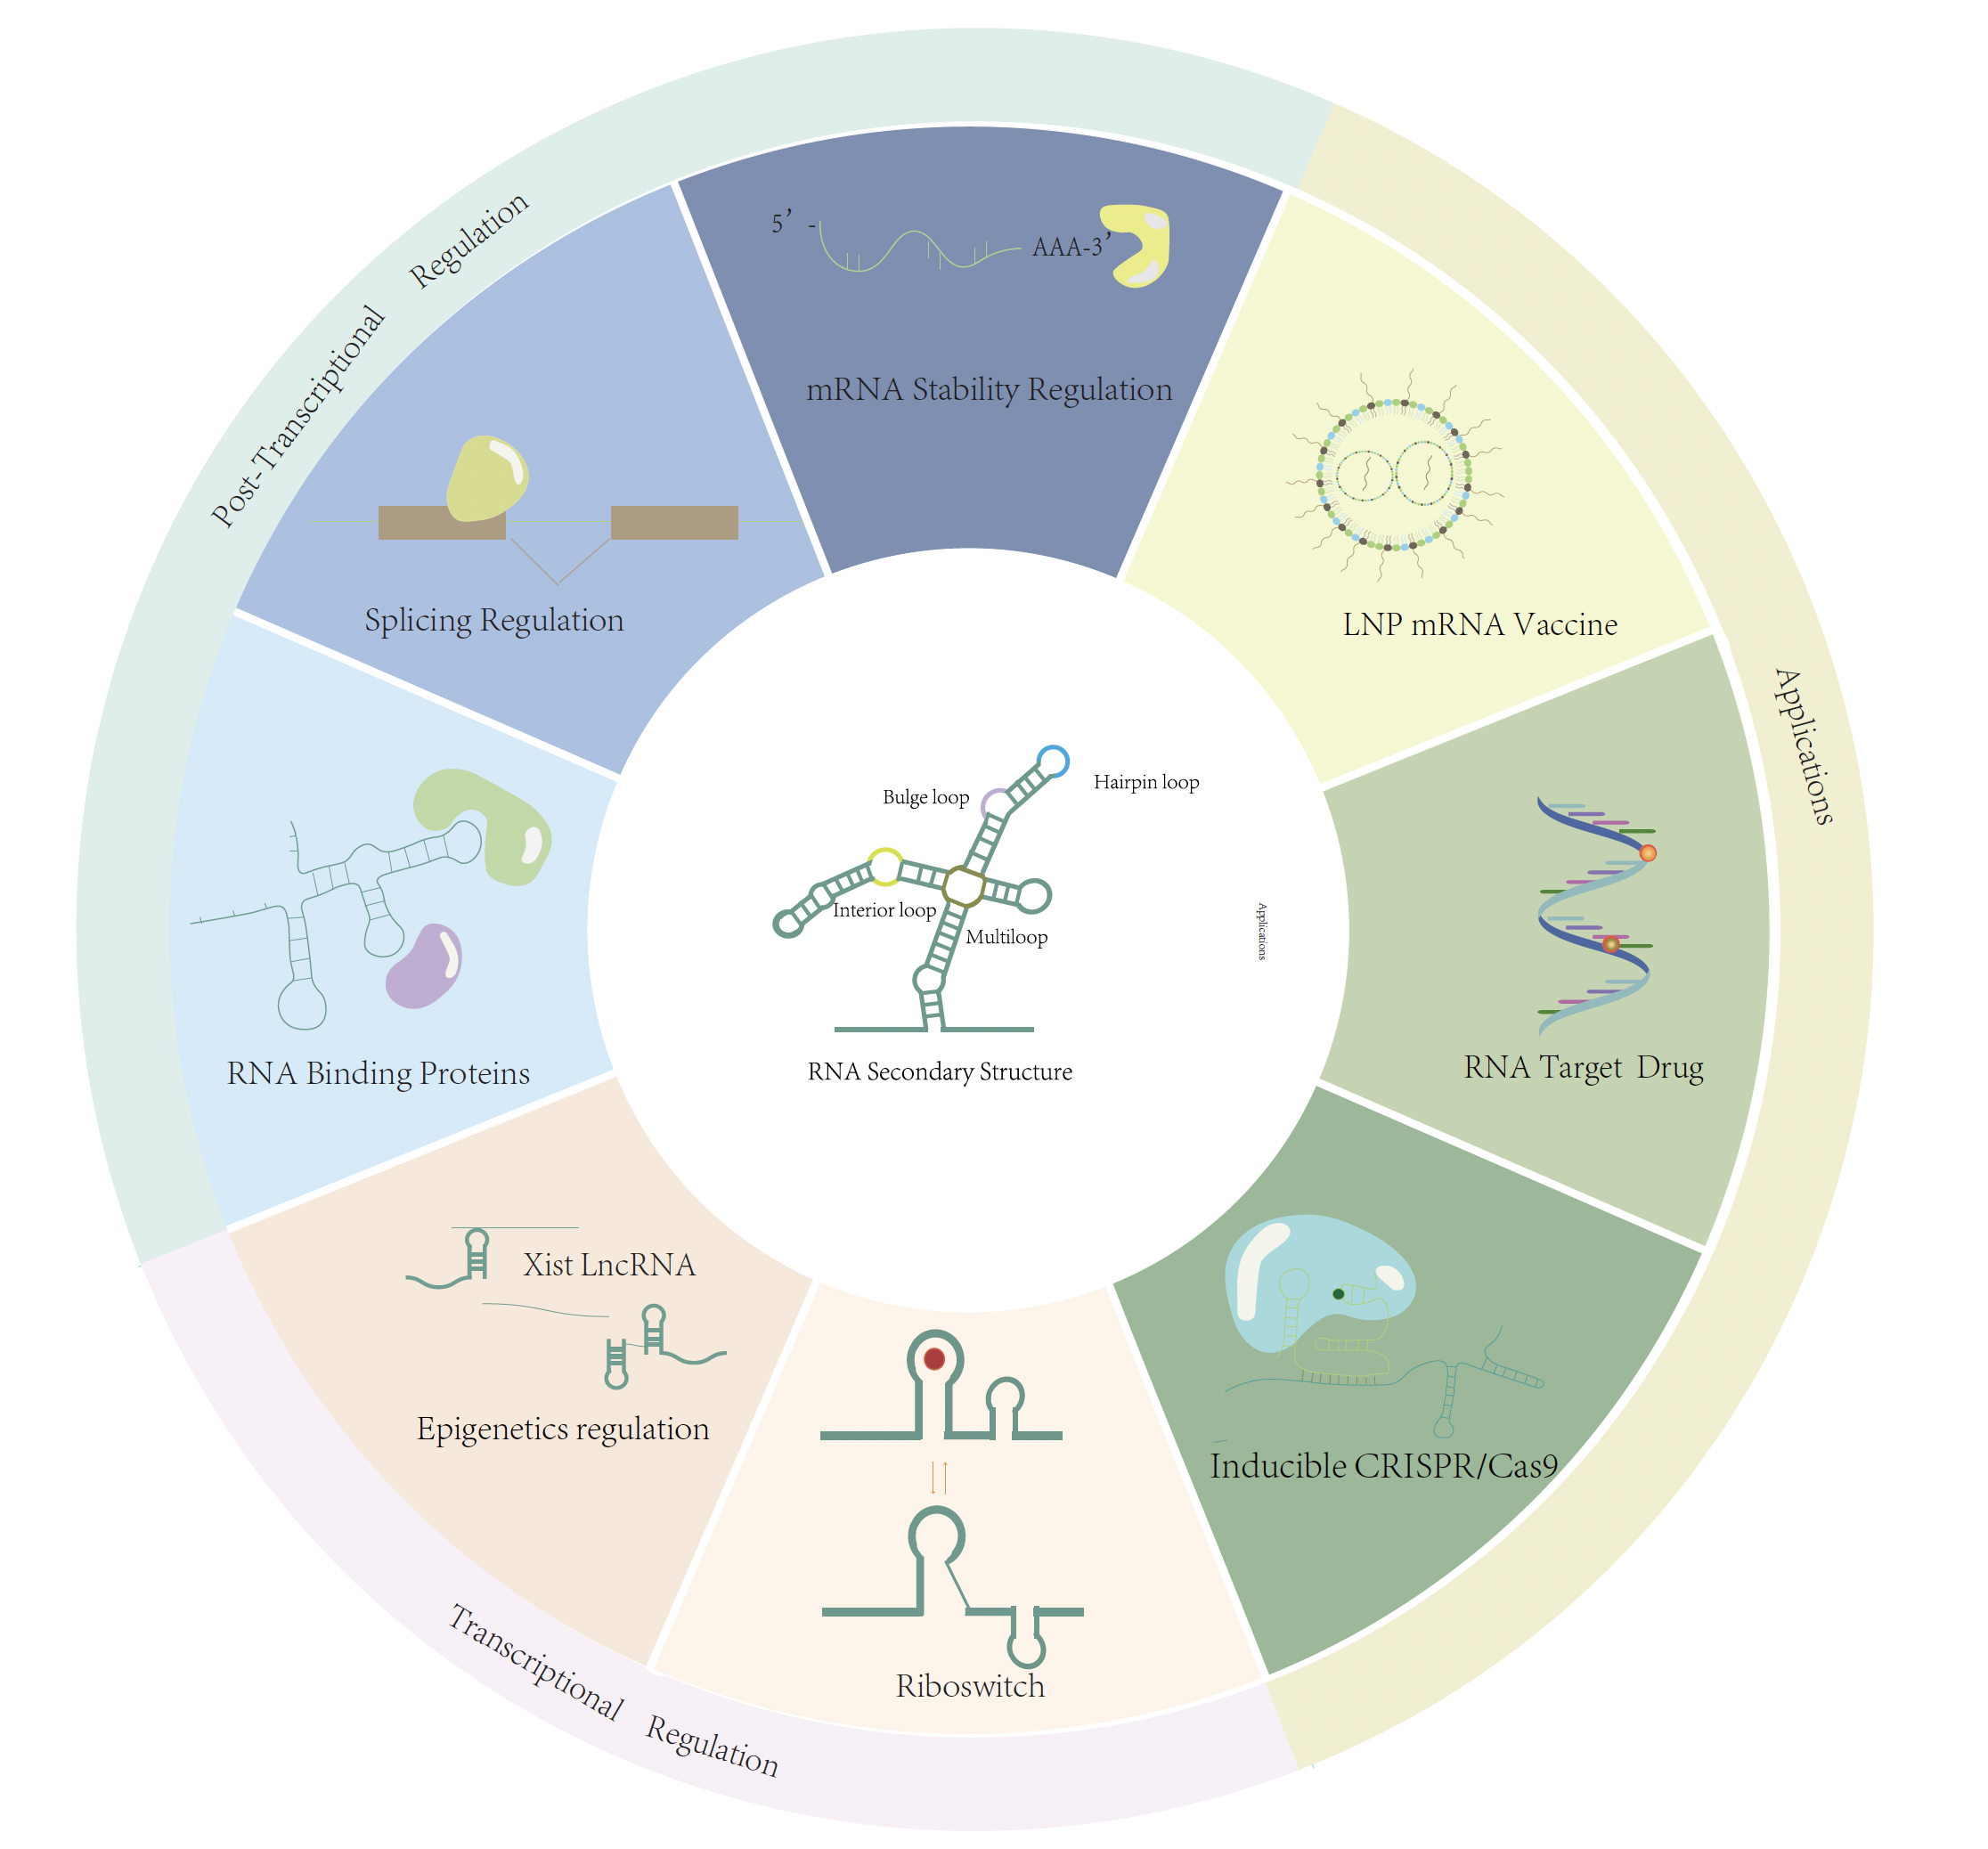 Post-Transcriptional Regulation
5’ -
AAA-3’
mRNA Stability Regulation
Splicing Regulation
LNP mRNA Vaccine
Applications
RNA Binding Proteins
Bulge loop
Hairpin loop
Interior loop
Multiloop
RNA Secondary Structure
Applications
RNA Target Drug
Xist LncRNA
Epigenetics regulation
Inducible CRISPR/Cas9
Riboswitch
Transcriptional Regulation